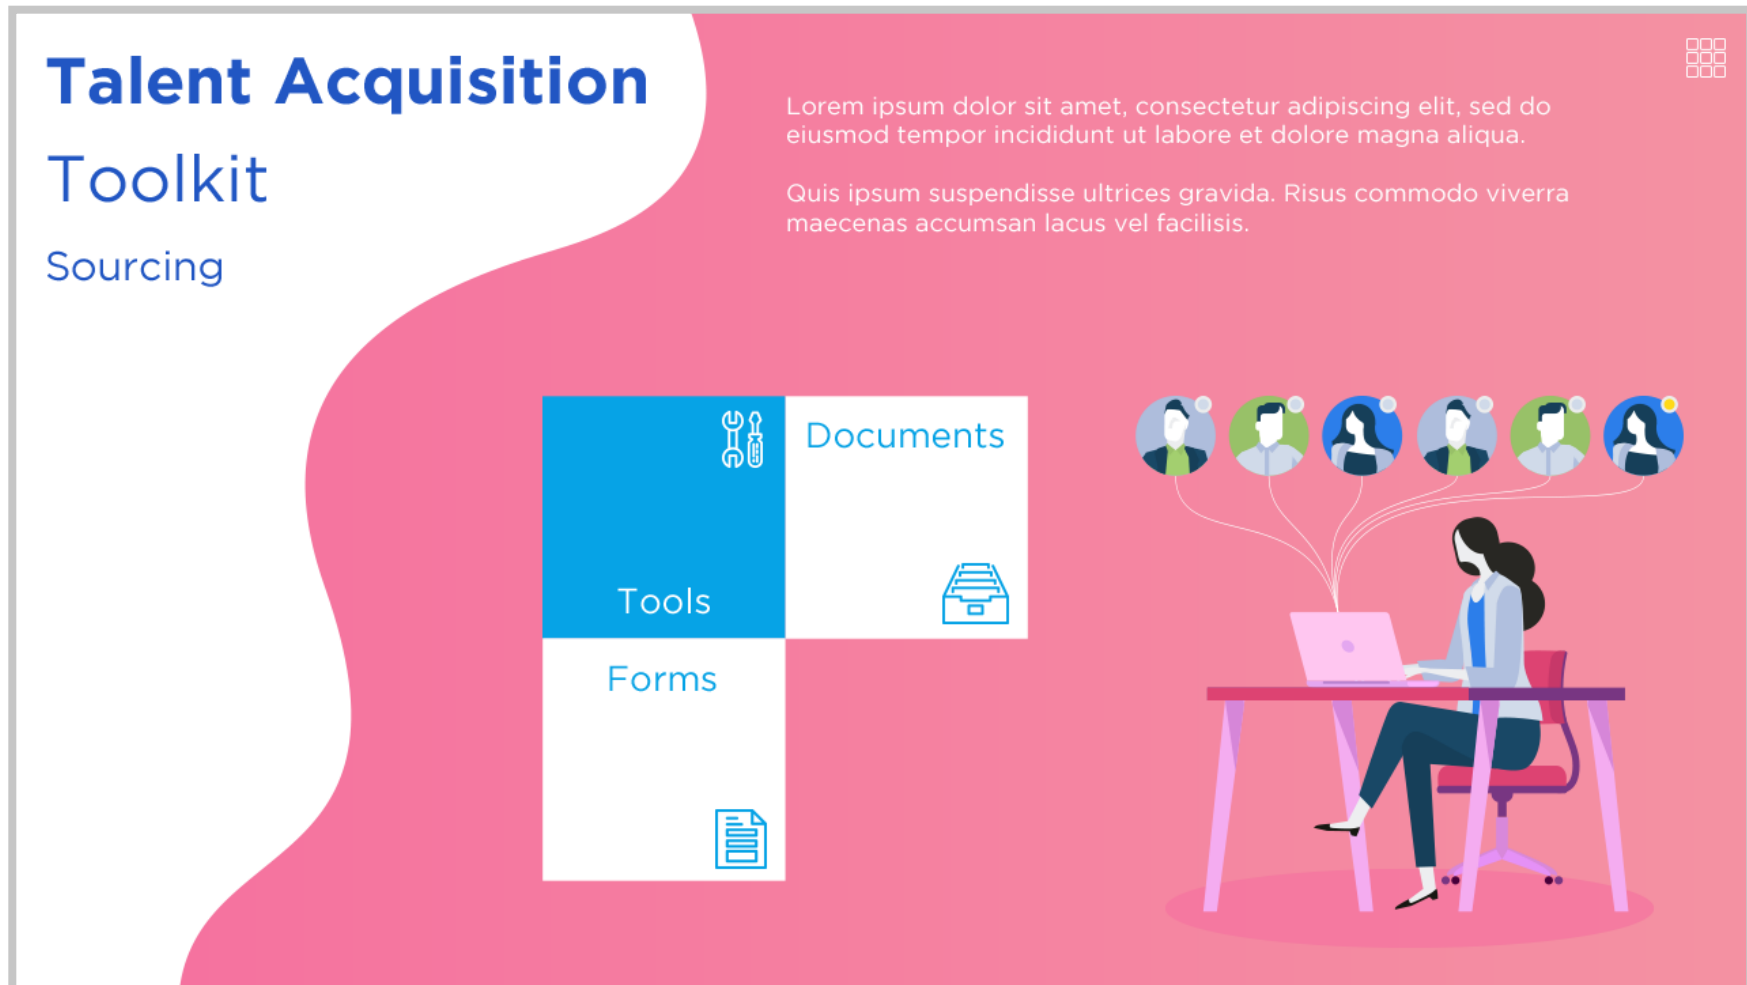 Talent Acquisition
Toolkit
Sourcing
Lorem ipsum dolor sit amet, consectetur adipiscing elit, sed do
eiusmod tempor incididunt ut labore et dolore magna aliqua.
Quis ipsum suspendisse ultrices gravida. Risus commodo viverra
maecenas accumsan lacus vel facilisis.
Tools
Documents
Forms